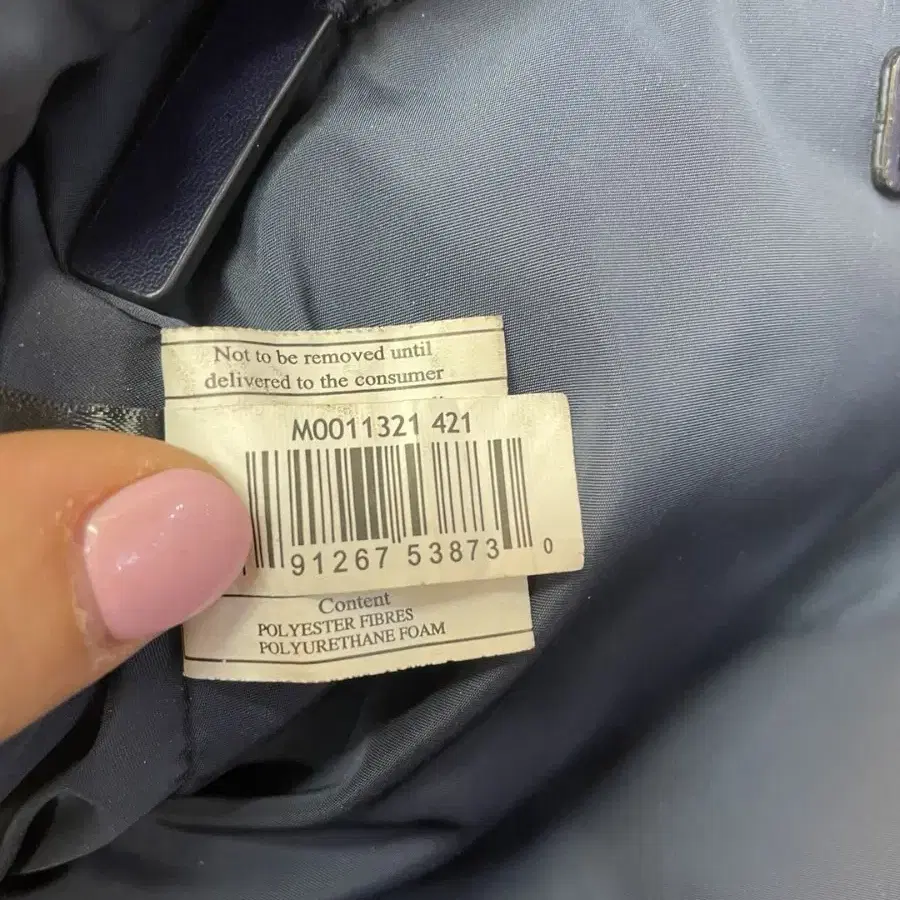 Not to be removed until
delivered to the consumer
M0011321 421
91267 53873 0
Content
POLYESTER FIBRES
POLYURETHANE FOAM